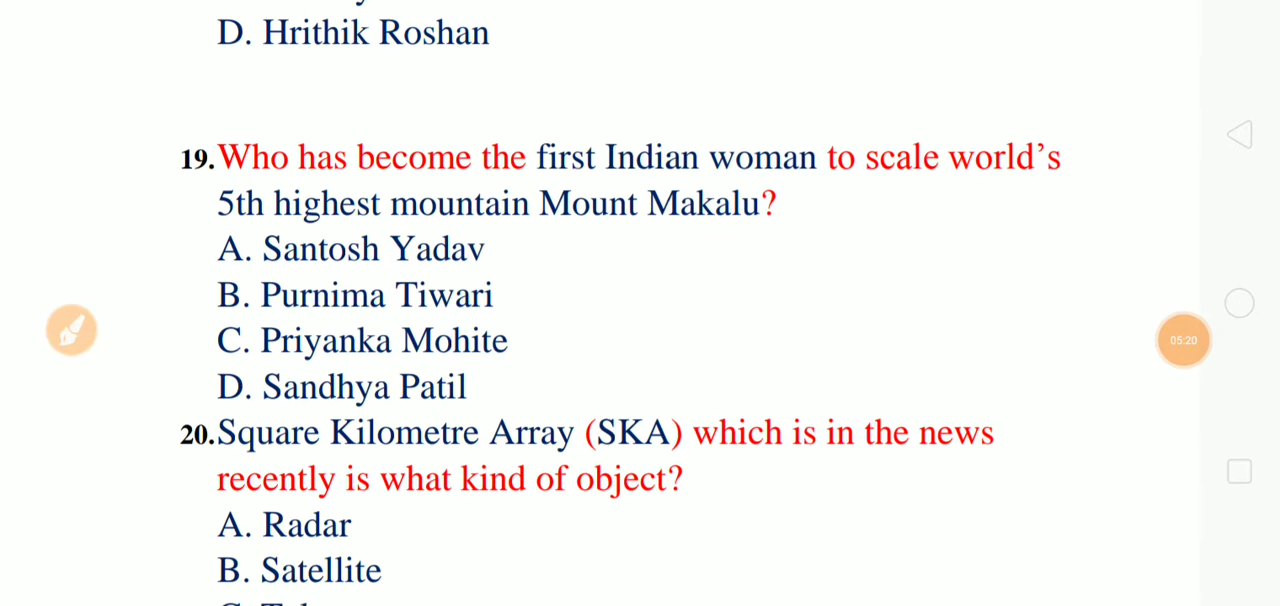 D. Hrithik Roshan
19. Who has become the first Indian woman to scale world's
5th highest mountain Mount Makalu?
A. Santosh Yadav
B. Purnima Tiwari
C. Priyanka Mohite
D. Sandhya Patil
05:20
20. Square Kilometre Array (SKA) which is in the news
recently is what kind of object?
A. Radar
B. Satellite